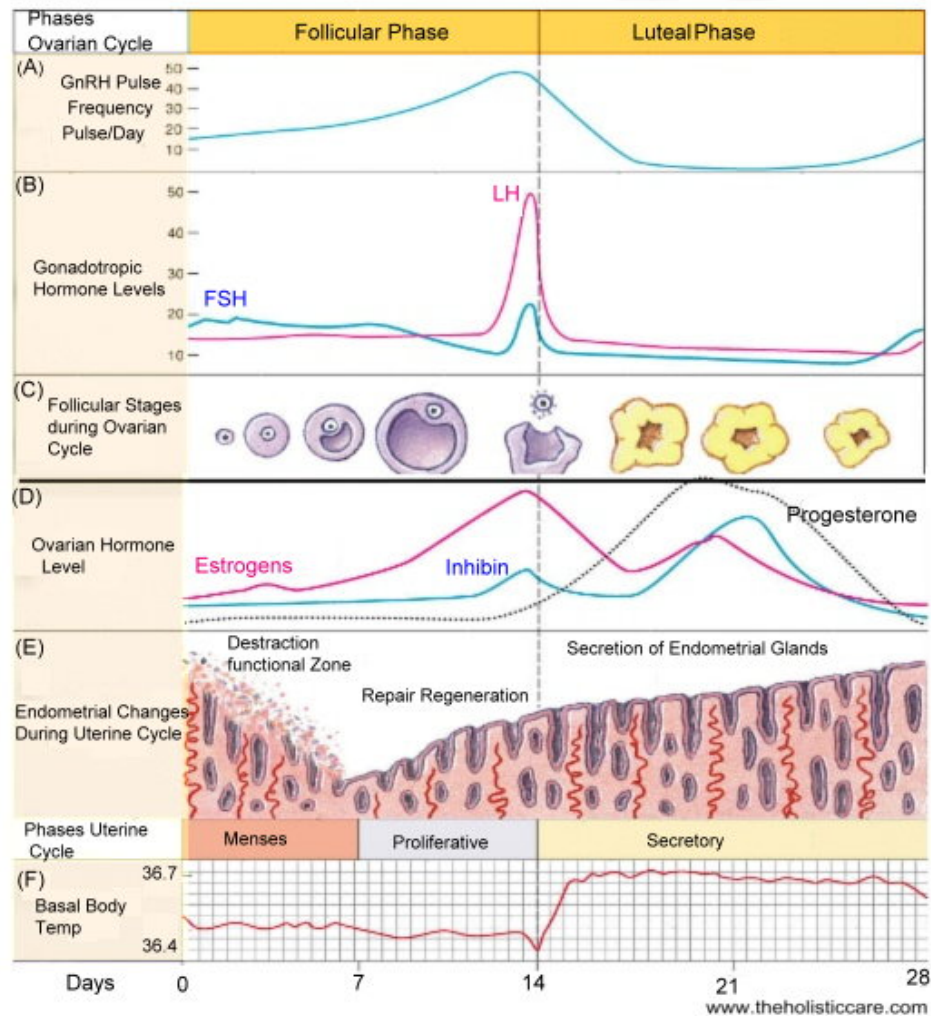 Phases
Ovarian Cycle
Follicular Phase
Luteal Phase
(A)
GnRH Pulse
Frequency
Pulse/Day
50
40
30
20
10
(B)
Gonadotropic
Hormone Levels
50
40
30
20
10
LH
FSH
(C)
Follicular Stages
during Ovarian
Cycle
(D)
Ovarian Hormone
Level
Estrogens
Inhibin
Progesterone
(E)
Endometrial Changes
During Uterine Cycle
Destraction
functional Zone
Repair Regeneration
Secretion of Endometrial Glands
Phases Uterine
Cycle
Menses
Proliferative
Secretory
(F)
Basal Body
Temp
36.7
36.4
Days
0
7
14
21
28
www.theholisticcare.com